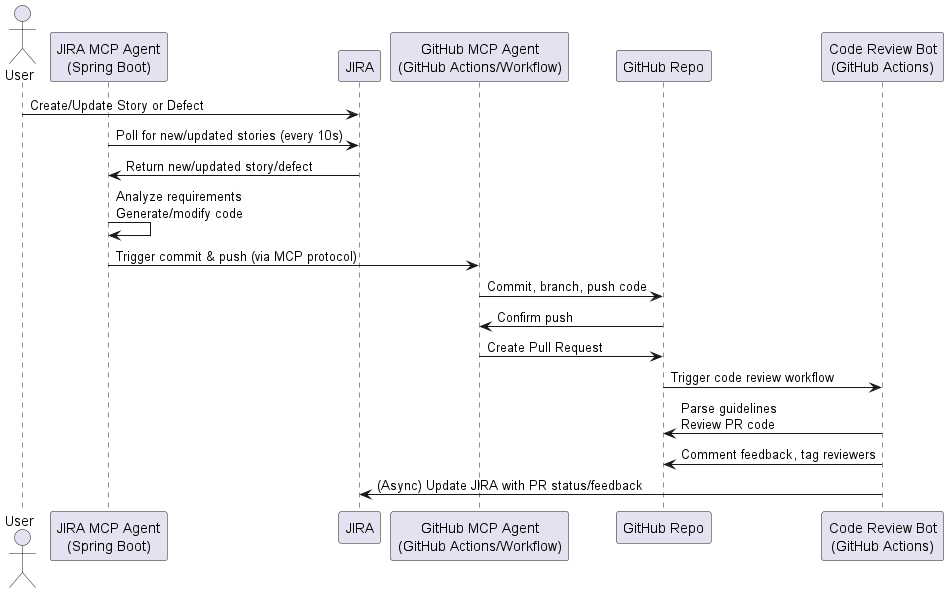 User
JIRA MCP Agent
(Spring Boot)
JIRA
GitHub MCP Agent
(GitHub Actions/Workflow)
GitHub Repo
Code Review Bot
(GitHub Actions)
Create/Update Story or Defect
Poll for new/updated stories (every 10s)
Return new/updated story/defect
Analyze requirements
Generate/modify code
Trigger commit & push (via MCP protocol)
Commit, branch, push code
Confirm push
Create Pull Request
Trigger code review workflow
Parse guidelines
Review PR code
Comment feedback, tag reviewers
(Async) Update JIRA with PR status/feedback
User
JIRA MCP Agent
(Spring Boot)
JIRA
GitHub MCP Agent
(GitHub Actions/Workflow)
GitHub Repo
Code Review Bot
(GitHub Actions)